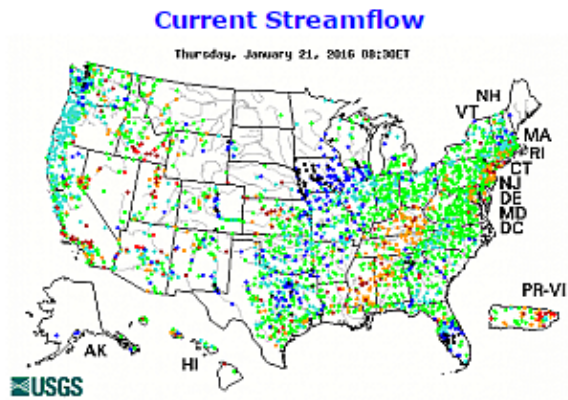 Current Streamflow
Thursday, January 21, 2016 08:30ET
NH
VT
MA
RI
CT
NJ
DE
MD
DC
PR-VI
AK
HI
USGS